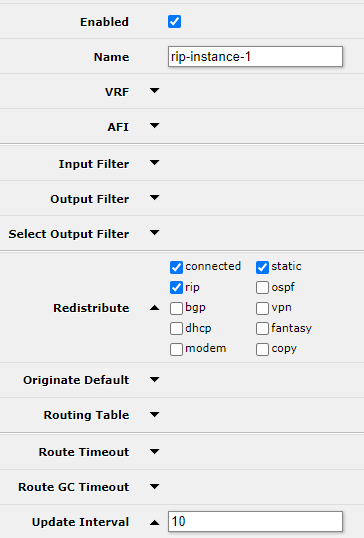 Enabled
Name rip-instance-1
VRF
AFI
Input Filter
Output Filter
Select Output Filter
connected static
rip ospf
Redistribute bgp vpn
dhcp fantasy
modem copy
Originate Default
Routing Table
Route Timeout
Route GC Timeout
Update Interval 10